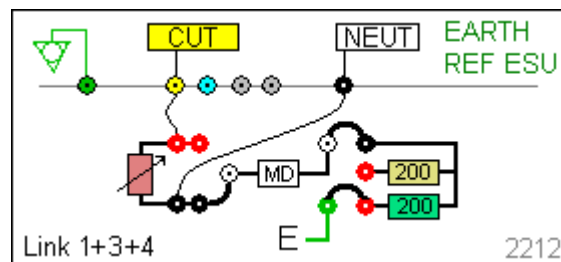 CUT
NEUT
EARTH
REF ESU
MD
200
200
E
Link 1+3+4
2212